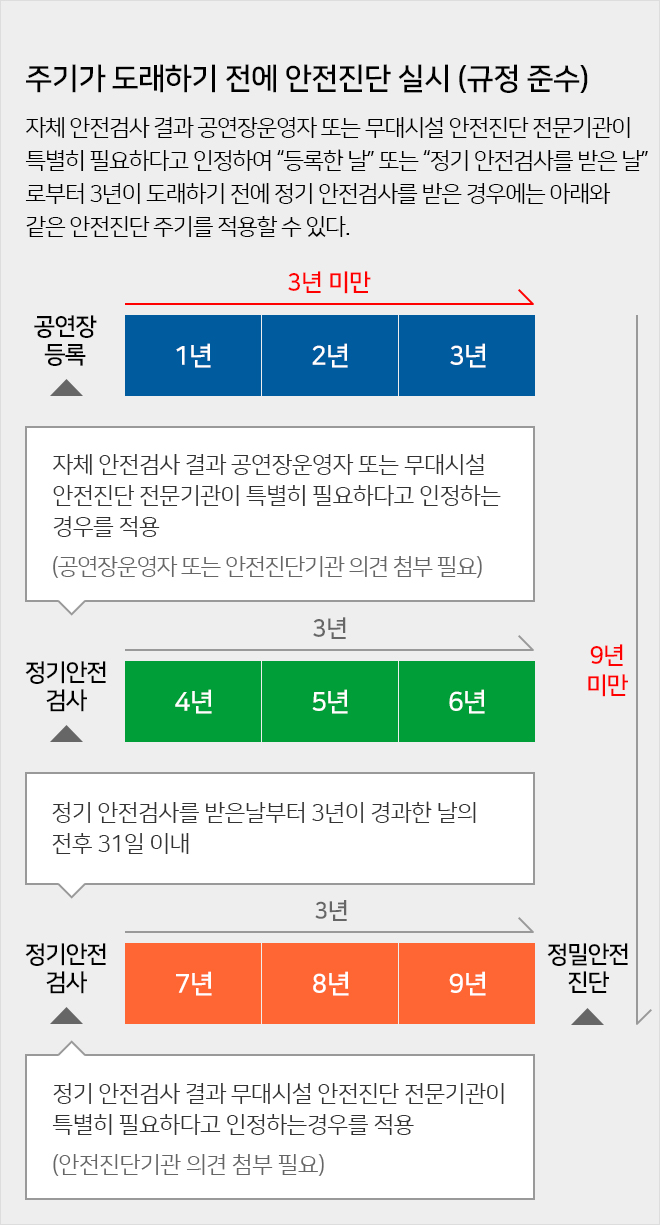 주기가 도래하기 전에 안전진단 실시 (규정 준수)
자체 안전검사 결과 공연장운영자 또는 무대시설 안전진단 전문기관이
특별히 필요하다고 인정하여 “등록한 날” 또는 “정기 안전검사를 받은 날”
로부터 3년이 도래하기 전에 정기 안전검사를 받은 경우에는 아래와
같은 안전진단 주기를 적용할 수 있다.
3년 미만
공연장
등록
1년 2년 3년
자체 안전검사 결과 공연장운영자 또는 무대시설
안전진단 전문기관이 특별히 필요하다고 인정하는
경우를 적용
(공연장운영자 또는 안전진단기관 의견 첨부 필요)
3년
정기안전
검사
4년 5년 6년
9년
미만
정기 안전검사를 받은날부터 3년이 경과한 날의
전후 31일 이내
3년
정기안전
검사
7년 8년 9년
정밀안전
진단
정기 안전검사 결과 무대시설 안전진단 전문기관이
특별히 필요하다고 인정하는경우를 적용
(안전진단기관 의견 첨부 필요)